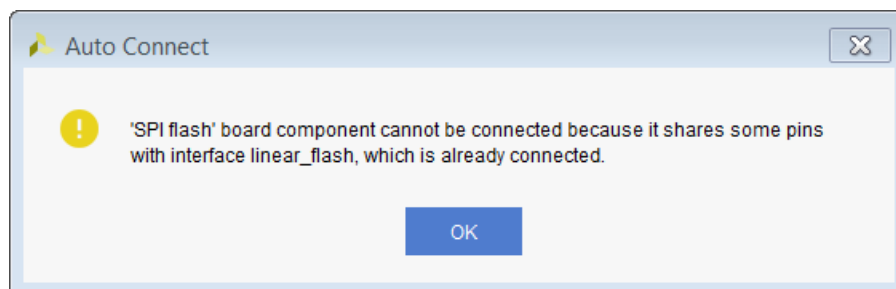 Auto Connect
'SPI flash' board component cannot be connected because it shares some pins
with interface linear_flash, which is already connected.
OK